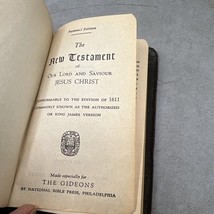 The
New Testament
of
Our Lord and Saviour
JESUS CHRIST
CONFORMABLE TO THE EDITION OF 1611
COMMONLY KNOWN AS THE AUTHORIZED
OR KING JAMES VERSION
Made especially for
THE GIDEONS
BY NATIONAL BIBLE PRESS, PHILADELPHIA